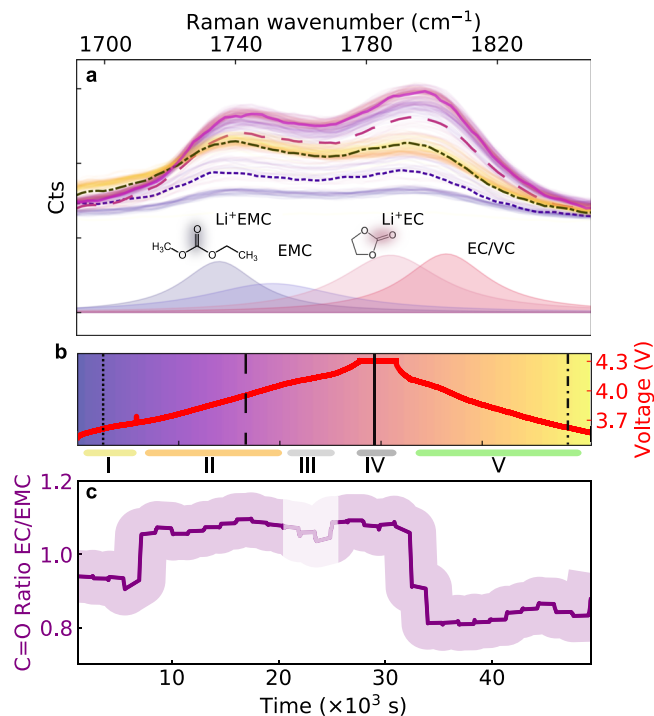 Raman wavenumber (cm⁻¹)
1700 1740 1780 1820
a
Cts
Li⁺EMC
Li⁺EC
EMC
EC/VC
O
H₃C O O CH₃
O O O
b
4.3
4.0
3.7
Voltage (V)
I II III IV V
c
1.2
1.0
0.8
C=O Ratio EC/EMC
10 20 30 40
Time (×10³ s)